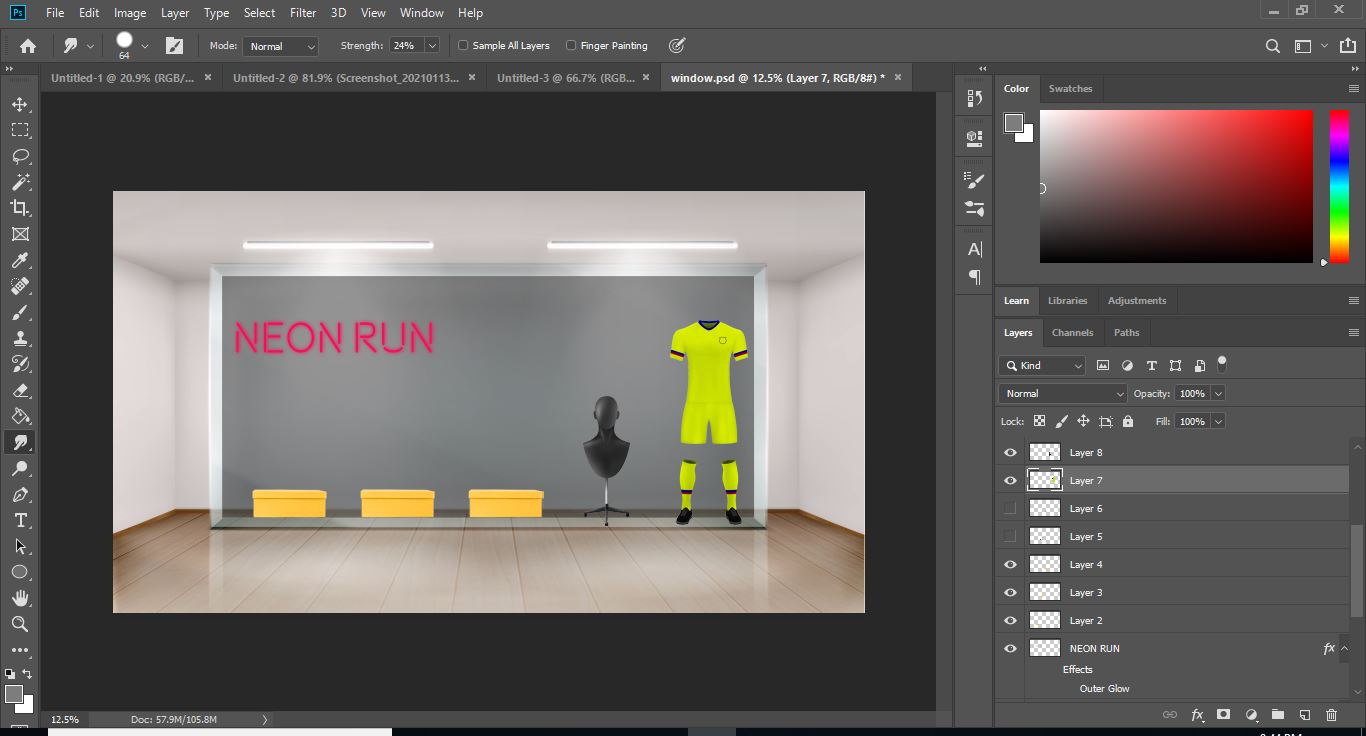 Ps File Edit Image Layer Type Select Filter 3D View Window Help
64 Mode: Normal Strength: 24% Sample All Layers Finger Painting
Untitled-1 @ 20.9% (RGB/... × Untitled-2 @ 81.9% (Screenshot_20210113... × Untitled-3 @ 66.7% (RGB... × window.psd @ 12.5% (Layer 7, RGB/8#) * ×
Color Swatches
NEON RUN
Learn Libraries Adjustments
Layers Channels Paths
Kind
Normal Opacity: 100%
Lock: Fill: 100%
Layer 8
Layer 7
Layer 6
Layer 5
Layer 4
Layer 3
Layer 2
NEON RUN fx
Effects
Outer Glow
12.5% Doc: 57.9M/105.8M